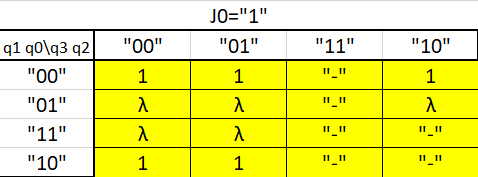 J0="1"
q1 q0\q3 q2 "00" "01" "11" "10"
"00" 1 1 "-" 1
"01" λ λ "-" λ
"11" λ λ "-" "-"
"10" 1 1 "-" "-"